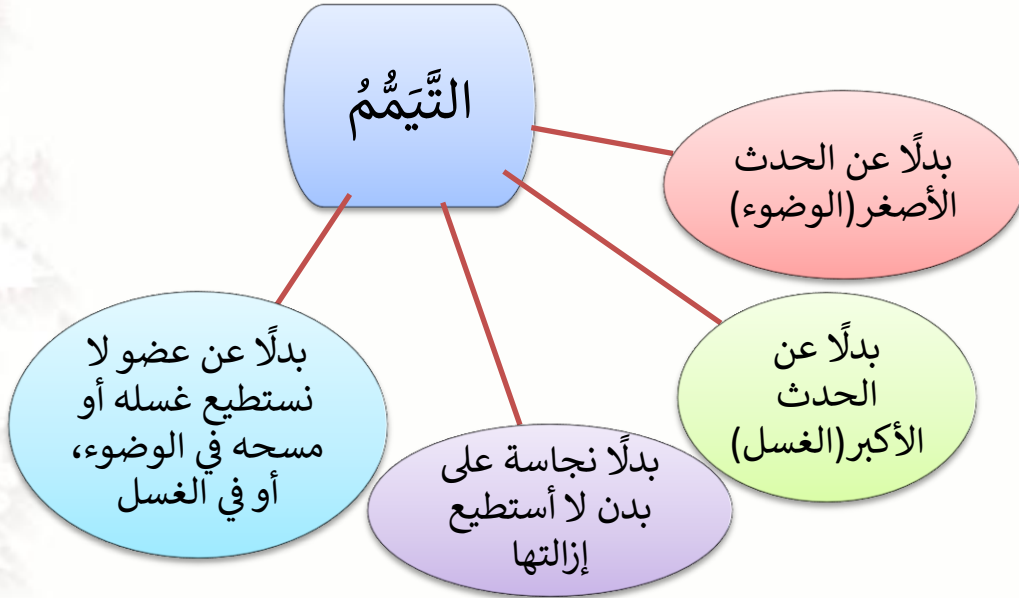 التَّيَمُّمُ
بدلًا عن الحدث
الأصغر(الوضوء)
بدلًا عن
الحدث
الأكبر(الغسل)
بدلًا نجاسة على
بدن لا أستطيع
إزالتها
بدلًا عن عضو لا
نستطيع غسله أو
مسحه في الوضوء،
أو في الغسل